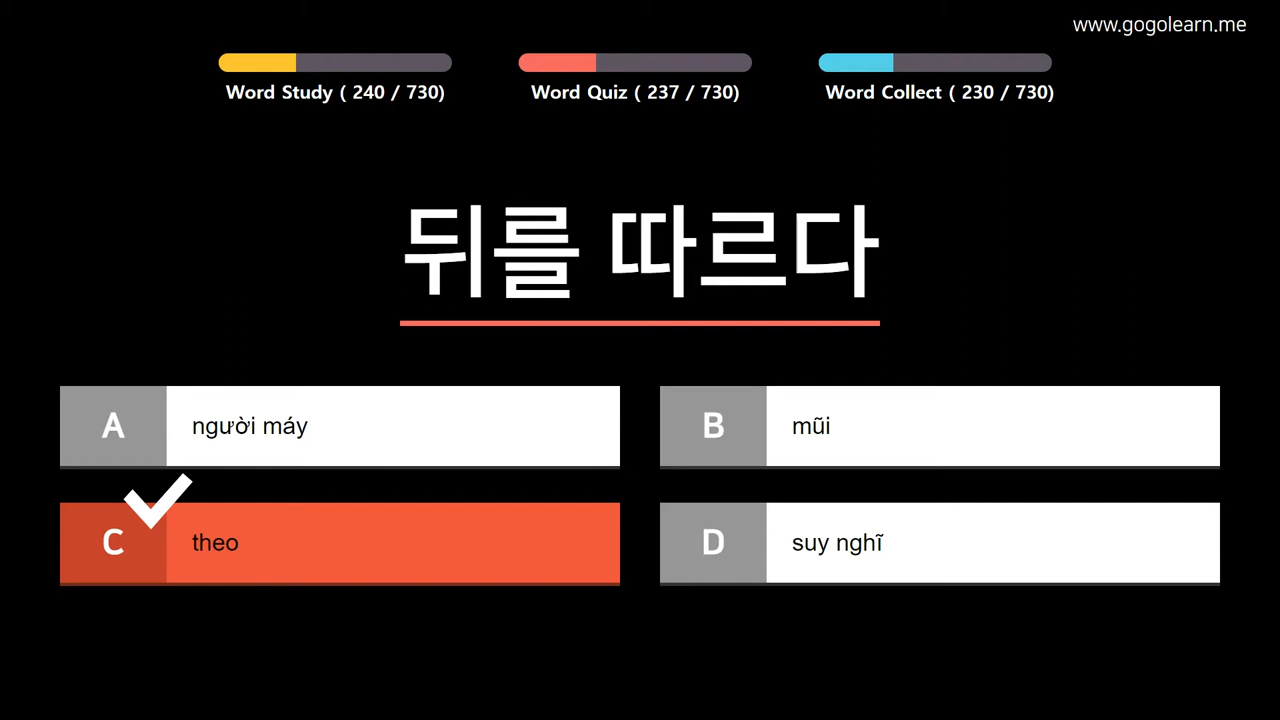 www.gogolearn.me
Word Study ( 240 / 730)
Word Quiz ( 237 / 730)
Word Collect ( 230 / 730)
뒤를 따르다
A
người máy
B
mũi
C
theo
D
suy nghĩ